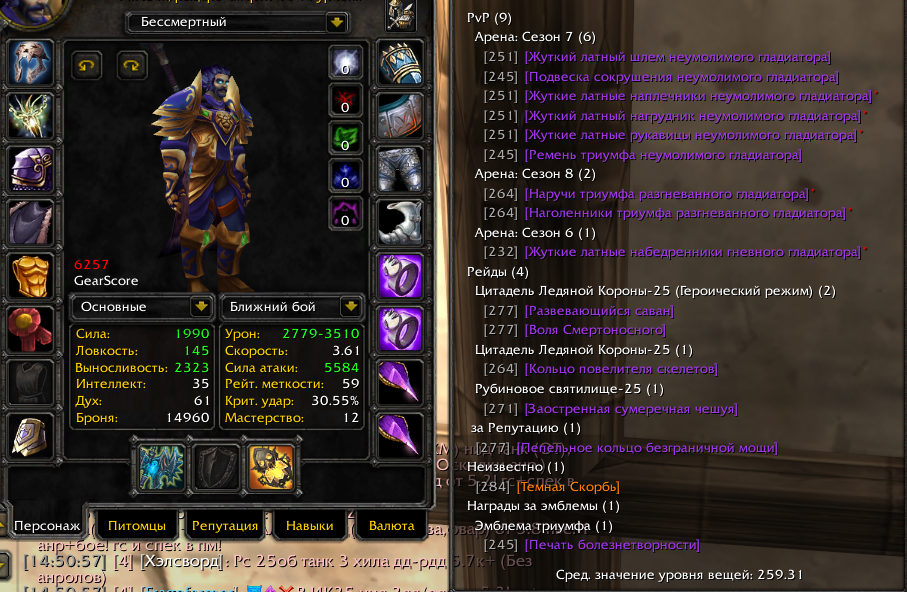 Бессмертный
0
0
0
0
0
6257
GearScore
Основные
Ближний бой
Сила: 1990
Ловкость: 145
Выносливость: 2323
Интеллект: 35
Дух: 61
Броня: 14960
Урон: 2779-3510
Скорость: 3.61
Сила атаки: 5584
Рейт. меткости: 59
Крит. удар: 30.55%
Мастерство: 12
Персонаж
Питомцы
Репутация
Навыки
Валюта
анр+бое! гс и спек в пм!
[14:50:57] [4] [Хэлсворд]: Рс 25об танк 3 хила дд-рдд 5.7к+ (Без
анролов)
PvP (9)
Арена: Сезон 7 (6)
[251] [Жуткий латный шлем неумолимого гладиатора]
[245] [Подвеска сокрушения неумолимого гладиатора]
[251] [Жуткие латные наплечники неумолимого гладиатора]*
[251] [Жуткий латный нагрудник неумолимого гладиатора]*
[251] [Жуткие латные рукавицы неумолимого гладиатора]*
[245] [Ремень триумфа неумолимого гладиатора]
Арена: Сезон 8 (2)
[264] [Наручи триумфа разгневанного гладиатора]*
[264] [Наголенники триумфа разгневанного гладиатора]*
Арена: Сезон 6 (1)
[232] [Жуткие латные набедренники гневного гладиатора]*
Рейды (4)
Цитадель Ледяной Короны-25 (Героический режим) (2)
[277] [Развевающийся саван]
[277] [Воля Смертоносного]
Цитадель Ледяной Короны-25 (1)
[264] [Кольцо повелителя скелетов]
Рубиновое святилище-25 (1)
[271] [Заостренная сумеречная чешуя]
за Репутацию (1)
[277] [Пепельное кольцо безграничной мощи]
Неизвестно (1)
[284] [Темная Скорбь]
Награды за эмблемы (1)
Эмблема триумфа (1)
[245] [Печать болезнетворности]
Сред. значение уровня вещей: 259.31